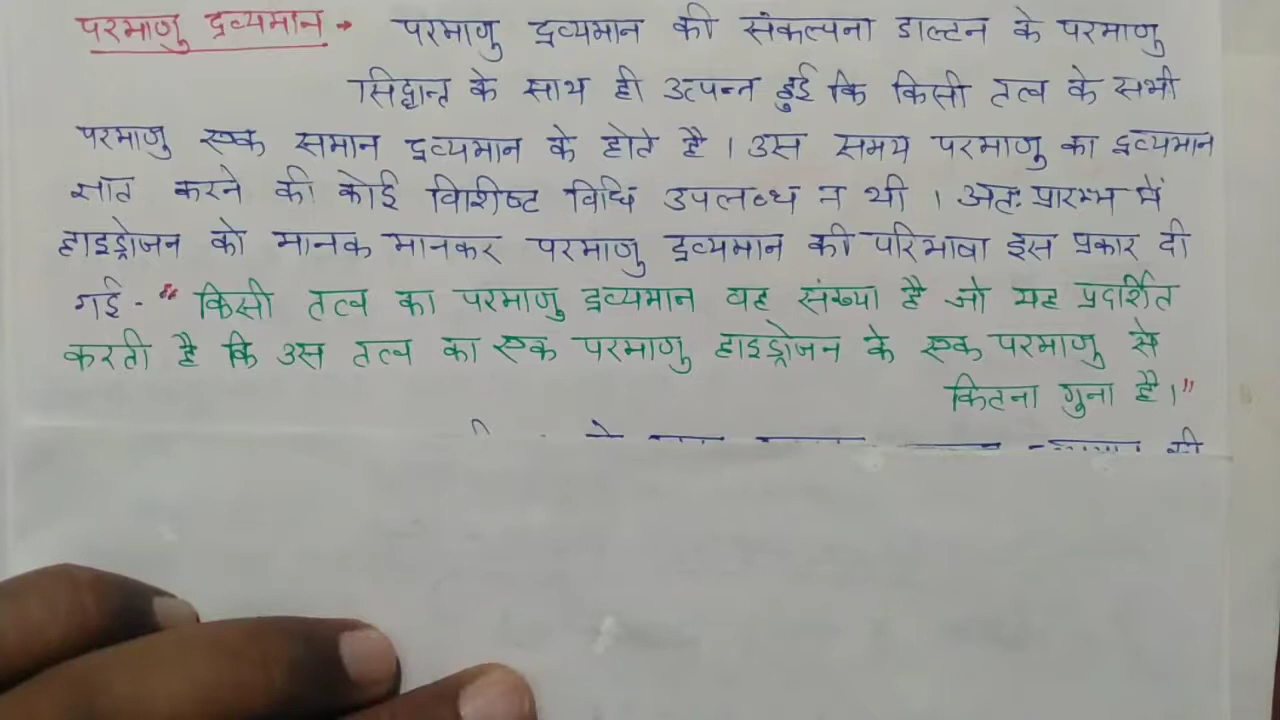 परमाणु द्रव्यमान → परमाणु द्रव्यमान की संकल्पना डाल्टन के परमाणु
सिद्धान्त के साथ ही उत्पन्न हुई कि किसी तत्व के सभी
परमाणु एक समान द्रव्यमान के होते है । उस समय परमाणु का द्रव्यमान
ज्ञात करने की कोई विशिष्ट विधि उपलब्ध न थी । अतः प्रारम्भ में
हाइड्रोजन को मानक मानकर परमाणु द्रव्यमान की परिभाषा इस प्रकार दी
गई - " किसी तत्व का परमाणु द्रव्यमान वह संख्या है जो यह प्रदर्शित
करती है कि उस तत्व का एक परमाणु हाइड्रोजन के एक परमाणु से
कितना गुना है।"
की